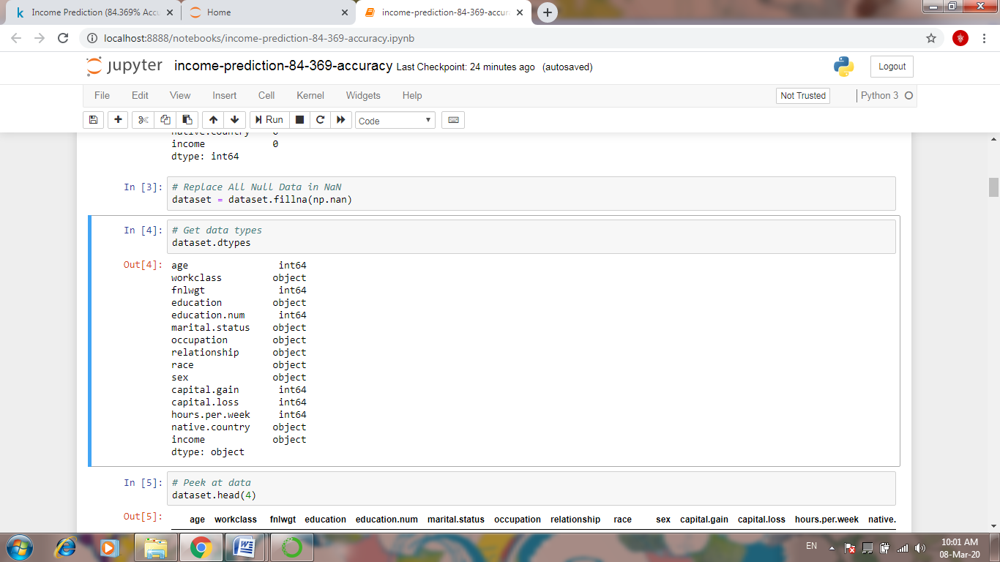 Income Prediction (84.369% Accu
Home
income-prediction-84-369-accura
localhost:8888/notebooks/income-prediction-84-369-accuracy.ipynb
jupyter income-prediction-84-369-accuracy Last Checkpoint: 24 minutes ago (autosaved)
Logout
File Edit View Insert Cell Kernel Widgets Help
Not Trusted
Python 3
Run
Code
native.country 0
income 0
dtype: int64
In [3]: # Replace All Null Data in NaN
dataset = dataset.fillna(np.nan)
In [4]: # Get data types
dataset.dtypes
Out[4]: age int64
workclass object
fnlwgt int64
education object
education.num int64
marital.status object
occupation object
relationship object
race object
sex object
capital.gain int64
capital.loss int64
hours.per.week int64
native.country object
income object
dtype: object
In [5]: # Peek at data
dataset.head(4)
Out[5]: age workclass fnlwgt education education.num marital.status occupation relationship race sex capital.gain capital.loss hours.per.week native.
EN
10:01 AM
08-Mar-20